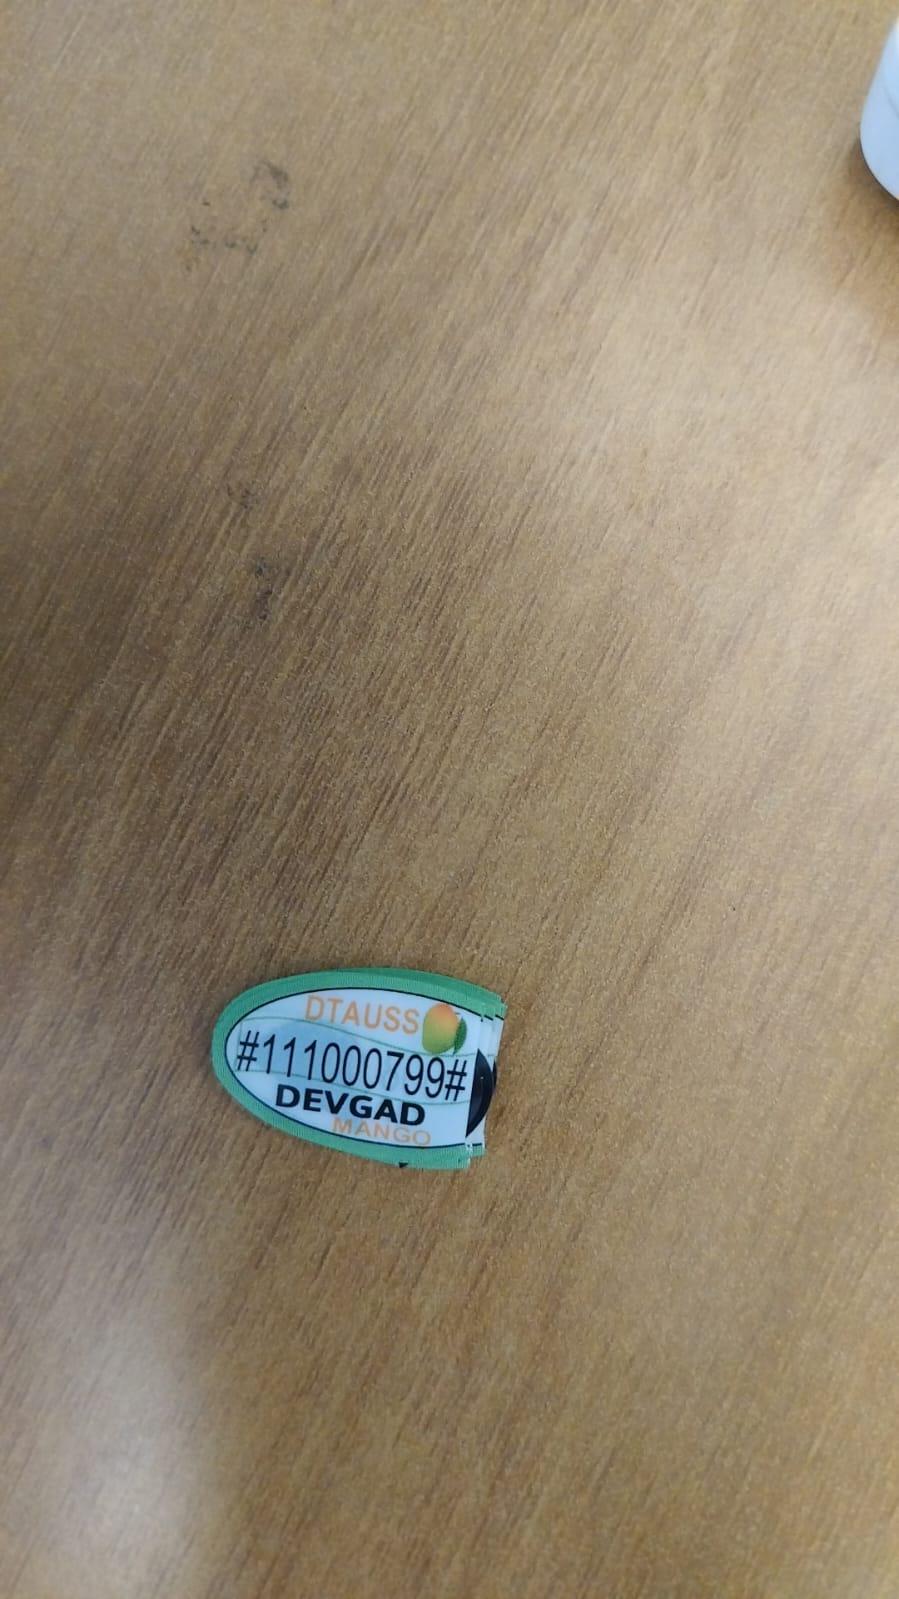 DTAUSS
#111000799#
DEVGAD
MANGO